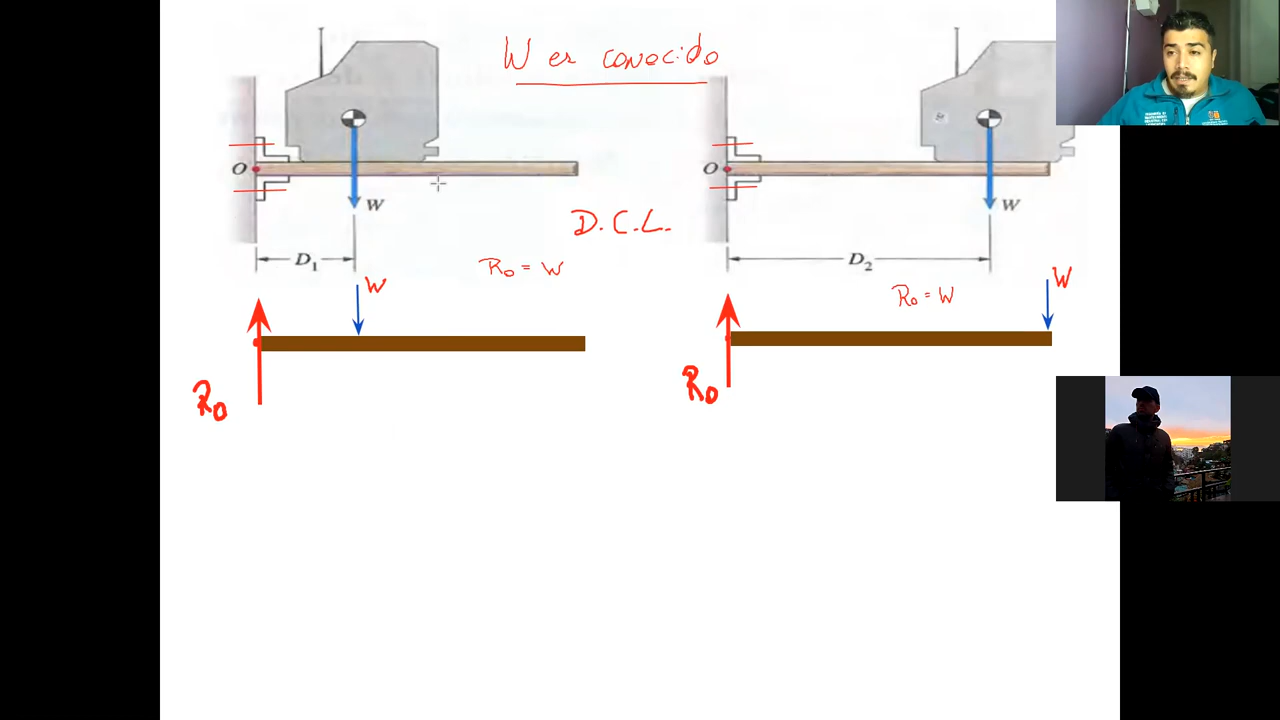 W es conocido
O
W
D1
O
W
D2
D.C.L.
Ro = W
W
Ro
Ro = W
W
Ro